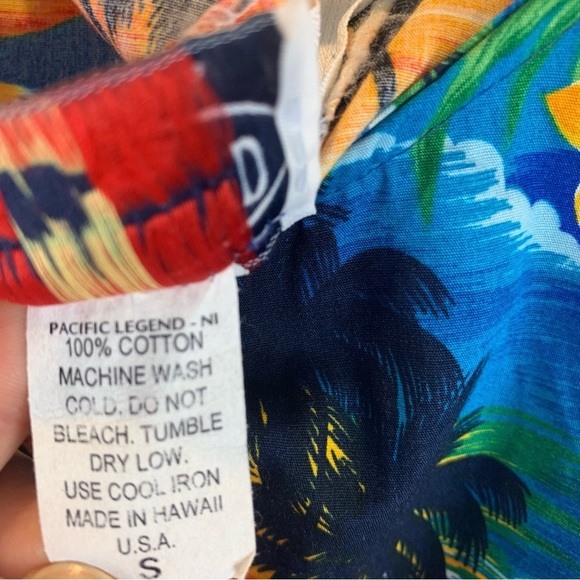 PACIFIC LEGEND - NI
100% COTTON
MACHINE WASH
COLD. DO NOT
BLEACH. TUMBLE
DRY LOW.
USE COOL IRON
MADE IN HAWAII
U.S.A.
S